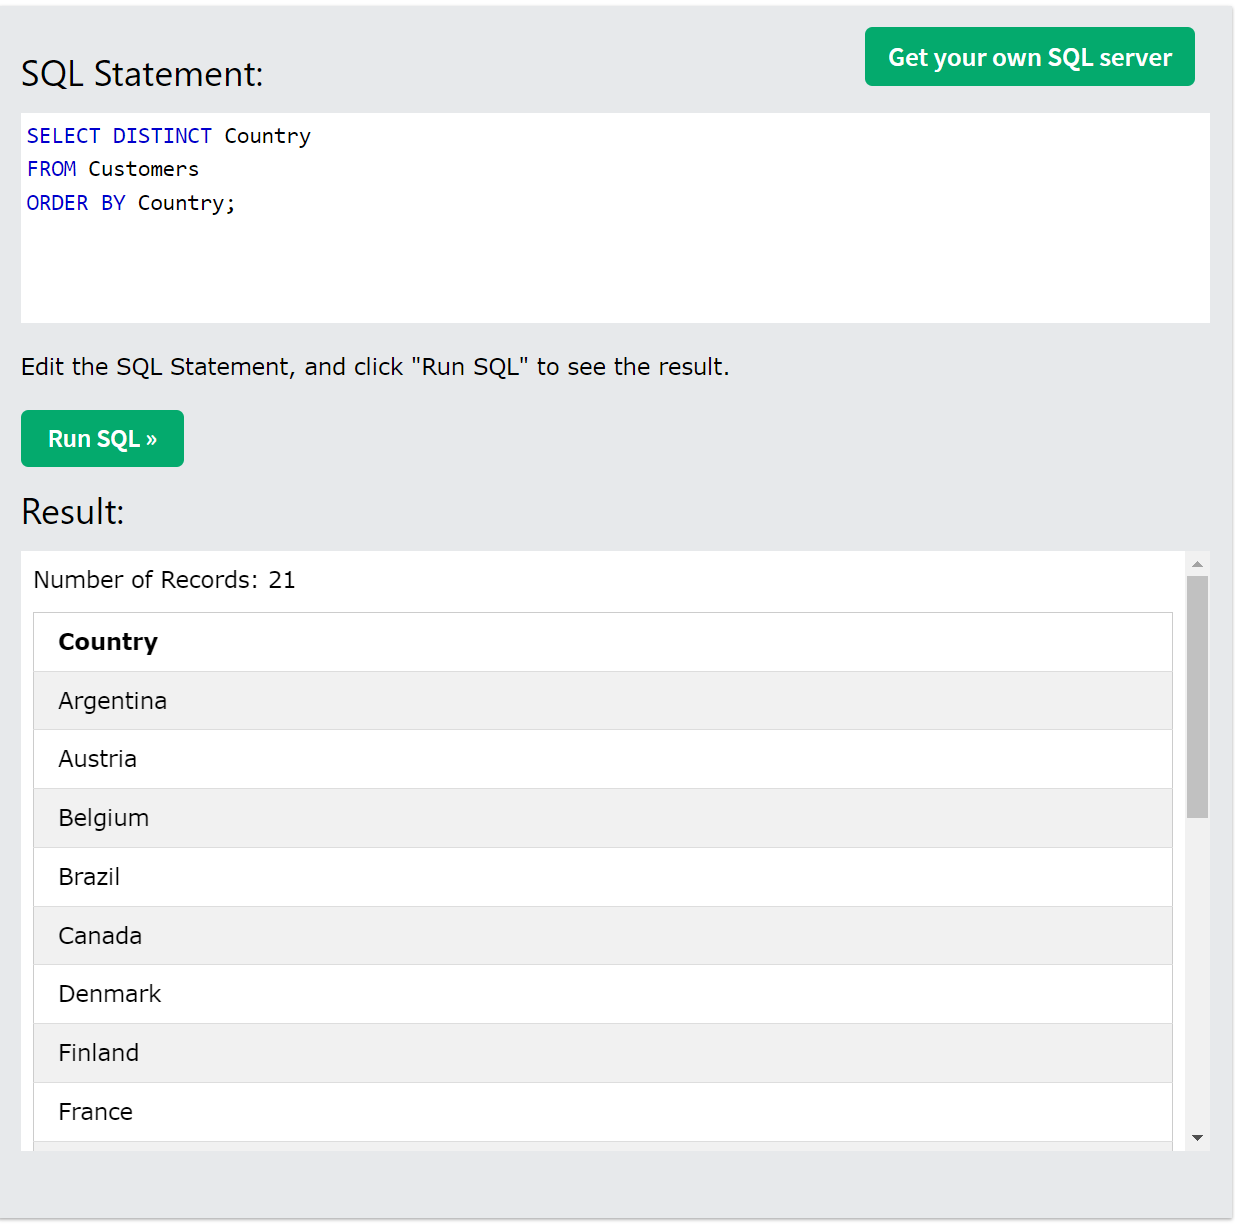 SQL Statement:
Get your own SQL server
SELECT DISTINCT Country
FROM Customers
ORDER BY Country;
Edit the SQL Statement, and click "Run SQL" to see the result.
Run SQL »
Result:
Number of Records: 21
Country
Argentina
Austria
Belgium
Brazil
Canada
Denmark
Finland
France